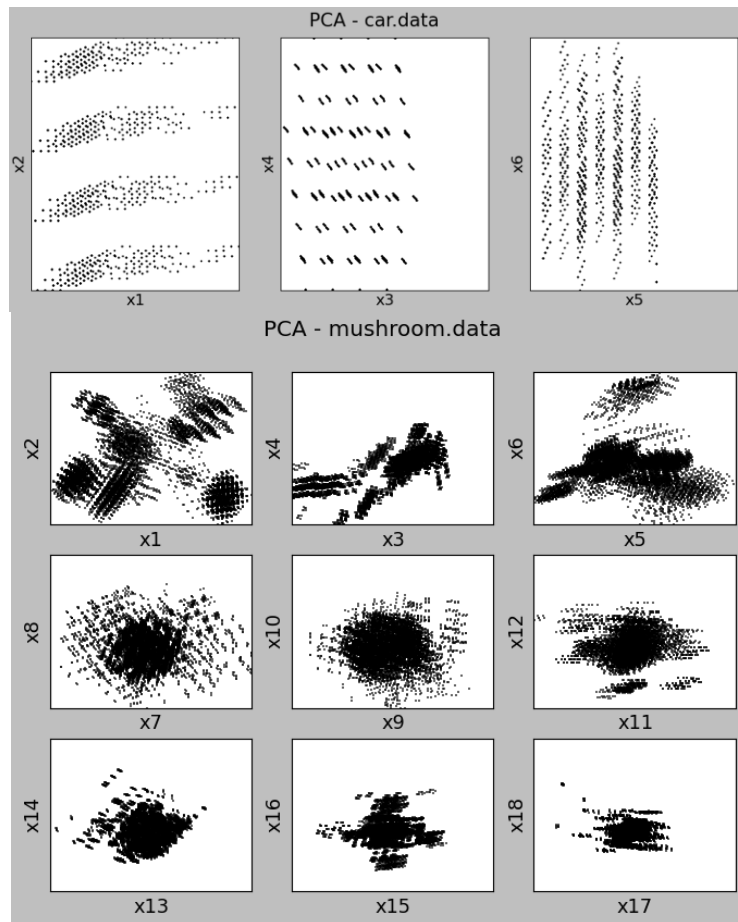 PCA - car.data
x2
x4
x6
x1
x3
x5
PCA - mushroom.data
x2
x4
x6
x1
x3
x5
x8
x10
x12
x7
x9
x11
x14
x16
x18
x13
x15
x17